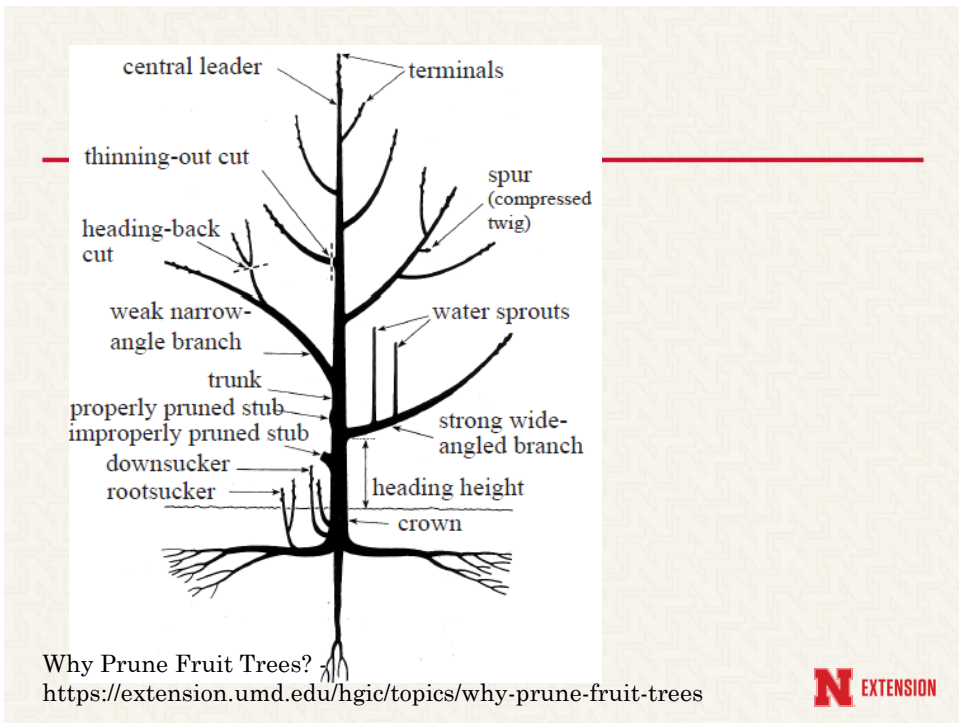 central leader
terminals
thinning-out cut
spur
(compressed
twig)
heading-back
cut
weak narrow-
angle branch
water sprouts
trunk
properly pruned stub
improperly pruned stub
strong wide-
angled branch
downsucker
rootsucker
heading height
crown
Why Prune Fruit Trees? -
https://extension.umd.edu/hgic/topics/why-prune-fruit-trees
N EXTENSION